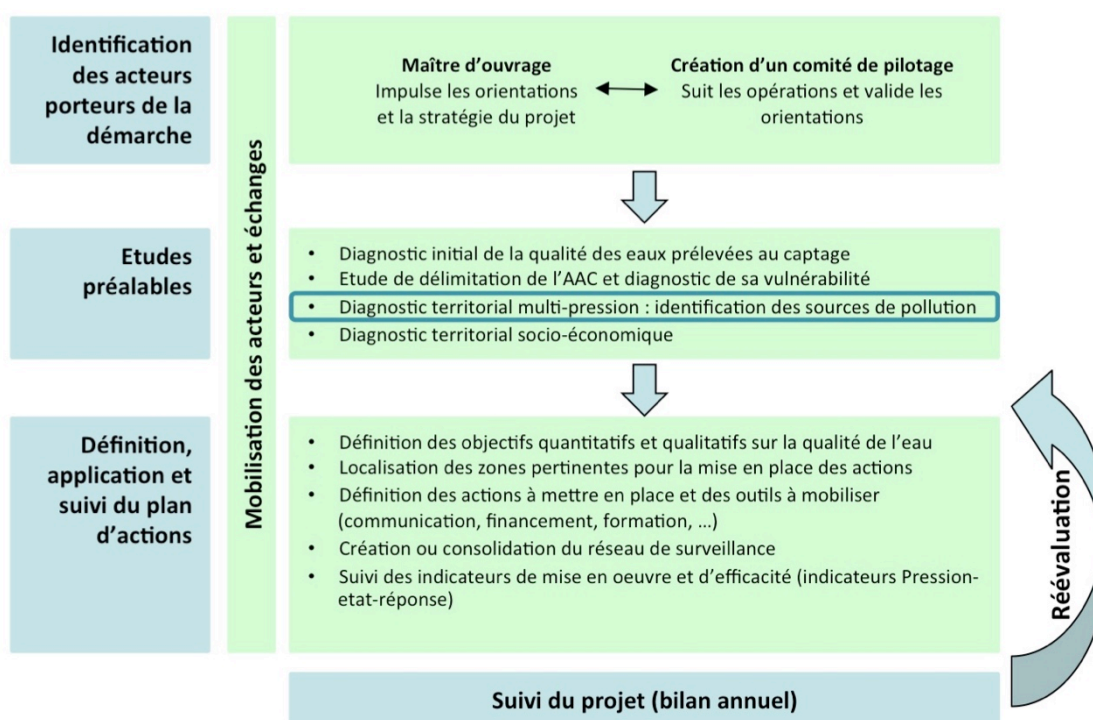 Identification
des acteurs
porteurs de la
démarche
Mobilisation des acteurs et échanges
Maître d'ouvrage
Impulse les orientations
et la stratégie du projet
Création d'un comité de pilotage
Suit les opérations et valide les
orientations
Etudes
préalables
• Diagnostic initial de la qualité des eaux prélevées au captage
• Etude de délimitation de l'AAC et diagnostic de sa vulnérabilité
• Diagnostic territorial multi-pression : identification des sources de pollution
• Diagnostic territorial socio-économique
Définition,
application et
suivi du plan
d'actions
• Définition des objectifs quantitatifs et qualitatifs sur la qualité de l'eau
• Localisation des zones pertinentes pour la mise en place des actions
• Définition des actions à mettre en place et des outils à mobiliser
(communication, financement, formation, ...)
• Création ou consolidation du réseau de surveillance
• Suivi des indicateurs de mise en oeuvre et d'efficacité (indicateurs Pression-
etat-réponse)
Réévaluation
Suivi du projet (bilan annuel)